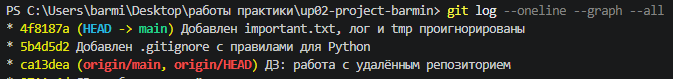 PS C:\Users\barmi\Desktop\работы практики\up02-project-barmin> git log --oneline --graph --all
* 4f8187a (HEAD -> main) Добавлен important.txt, лог и tmp проигнорированы
* 5b4d5d2 Добавлен .gitignore с правилами для Python
* ca13dea (origin/main, origin/HEAD) ДЗ: работа с удалённым репозиторием